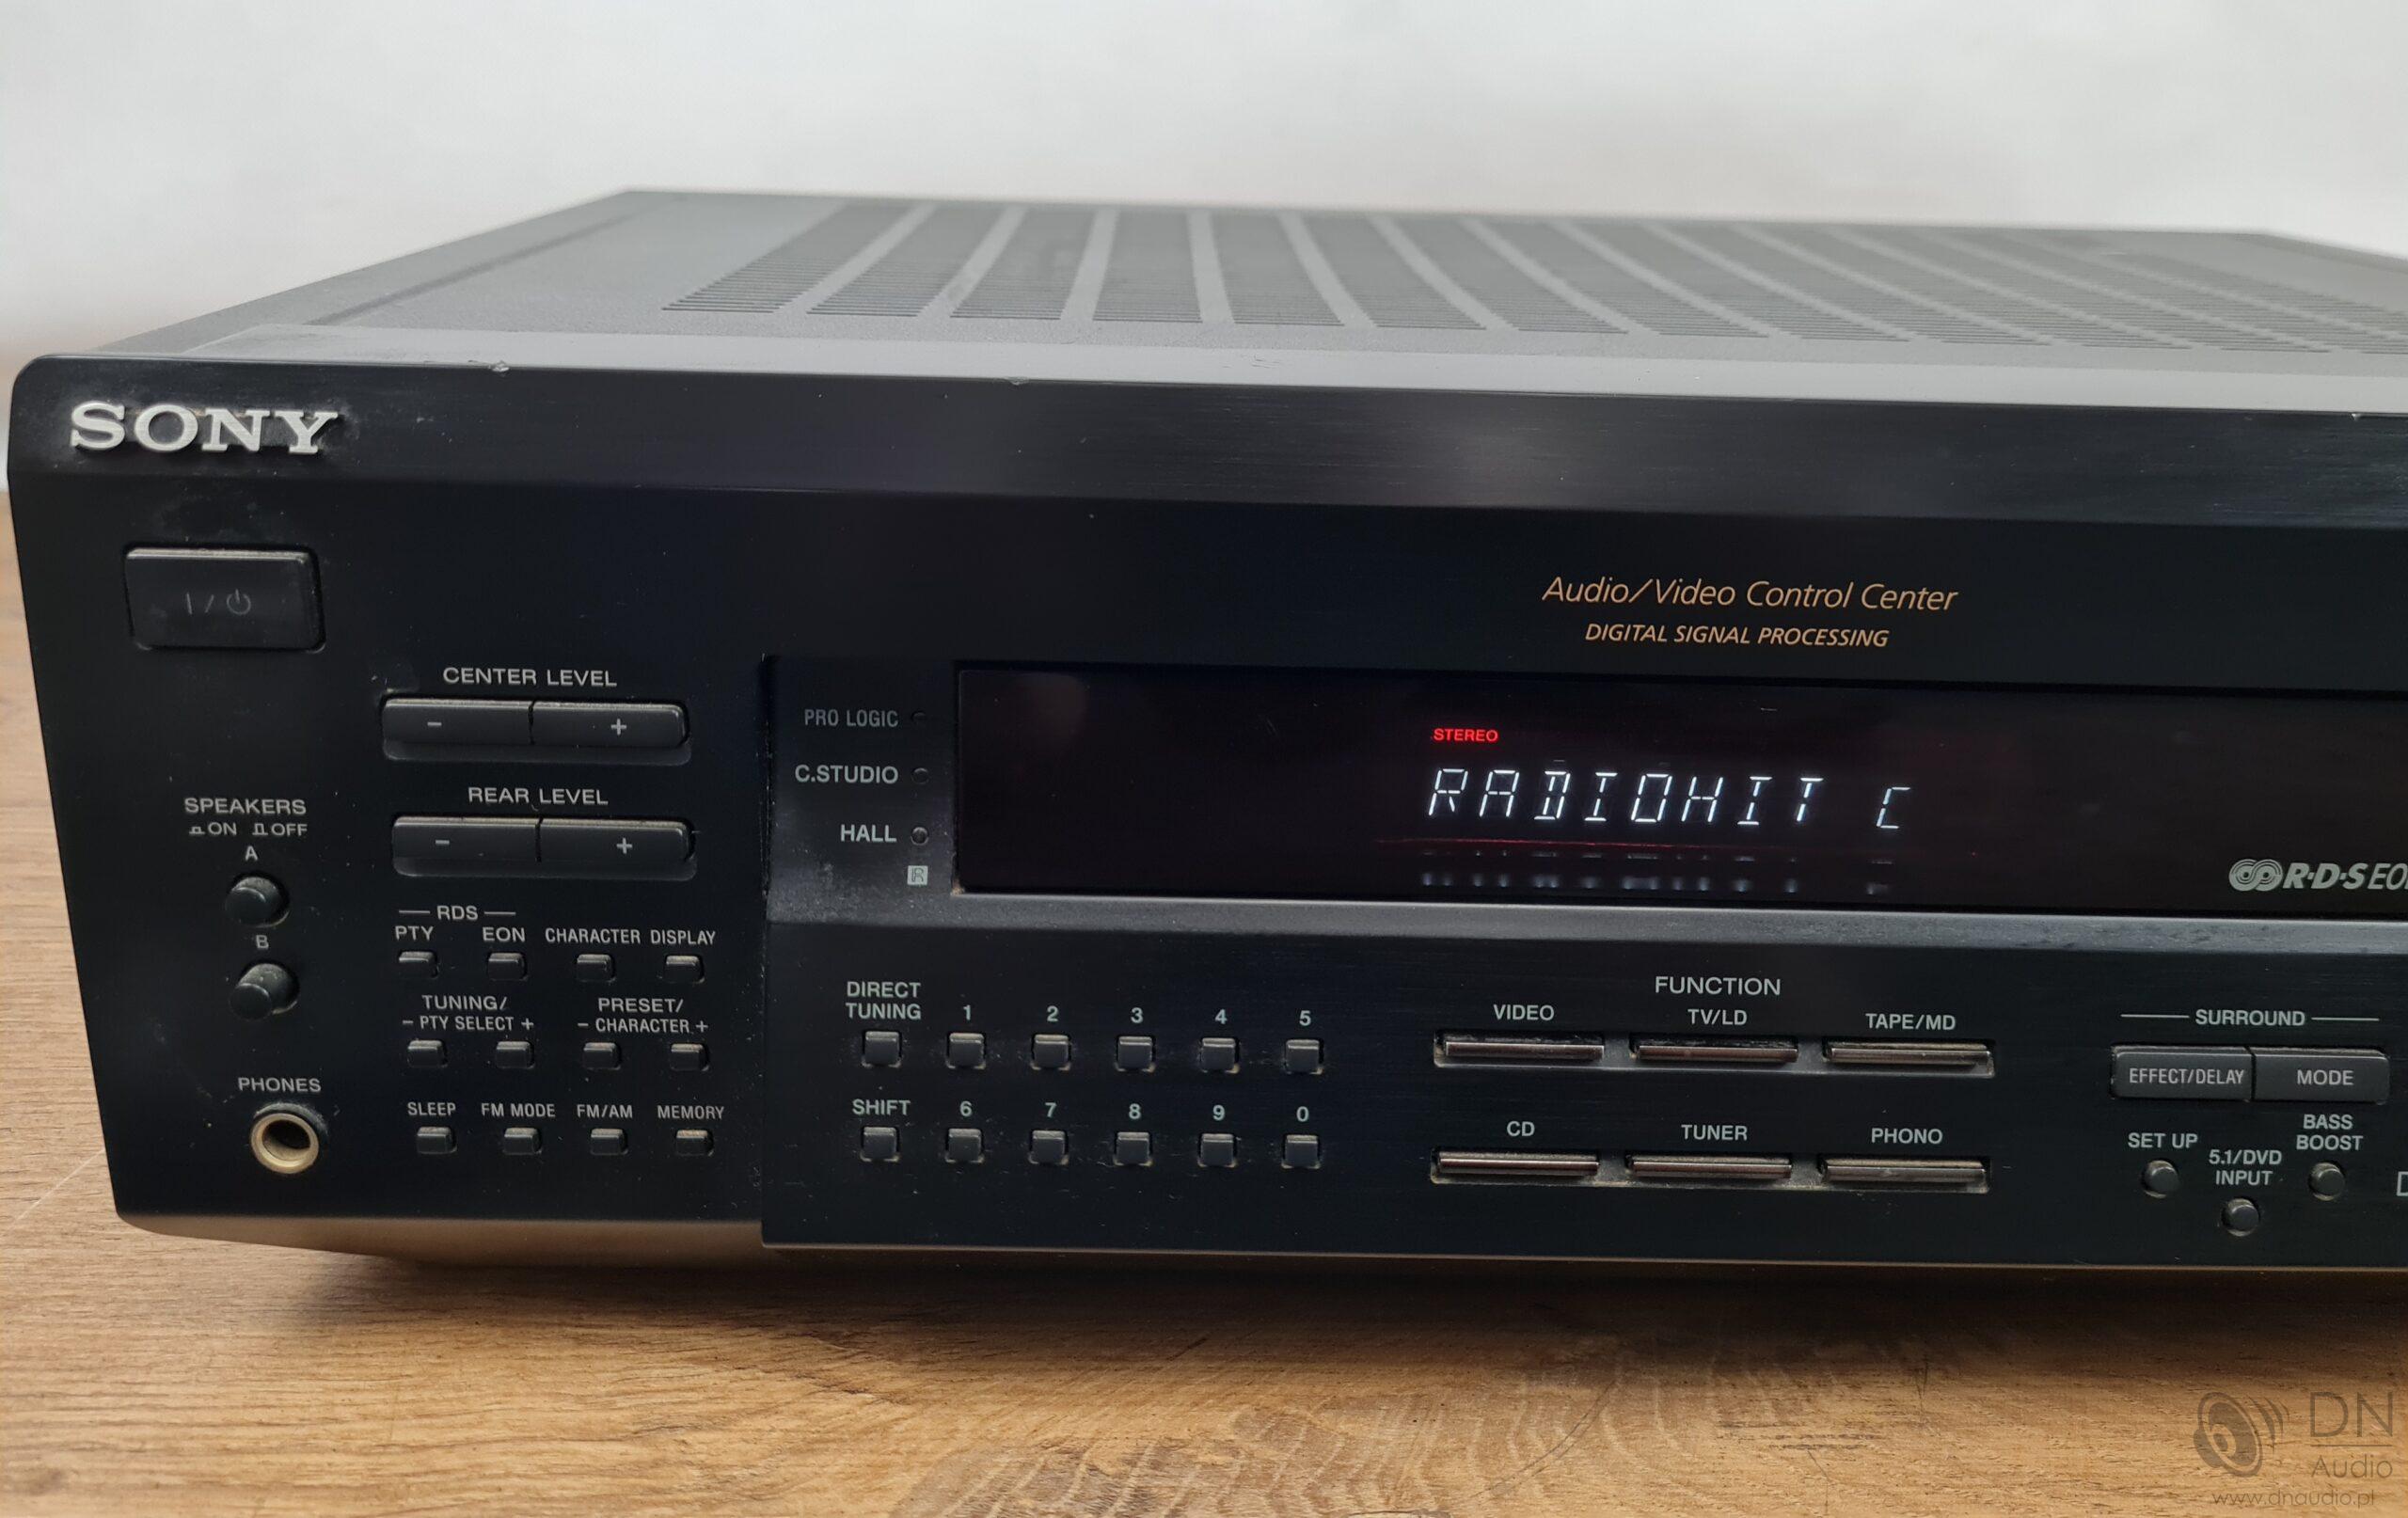 SONY
I / ⏻
Audio/Video Control Center
DIGITAL SIGNAL PROCESSING
CENTER LEVEL
- +
REAR LEVEL
- +
SPEAKERS
ON OFF
A
B
PHONES
RDS
PTY EON CHARACTER DISPLAY
TUNING/ PRESET/
- PTY SELECT + - CHARACTER +
SLEEP FM MODE FM/AM MEMORY
PRO LOGIC
C.STUDIO
HALL
R
STEREO
RADIOHIT C
R·D·S
DIRECT
TUNING 1 2 3 4 5
SHIFT 6 7 8 9 0
FUNCTION
VIDEO TV/LD TAPE/MD
CD TUNER PHONO
SURROUND
EFFECT/DELAY MODE
SET UP
5.1/DVD
INPUT
BASS
BOOST
DN
Audio
www.dnaudio.pl